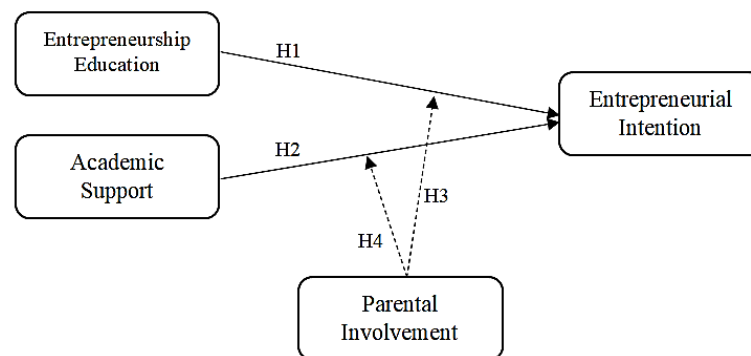 Entrepreneurship
Education
H1
Entrepreneurial
Intention
Academic
Support
H2
H3
H4
Parental
Involvement